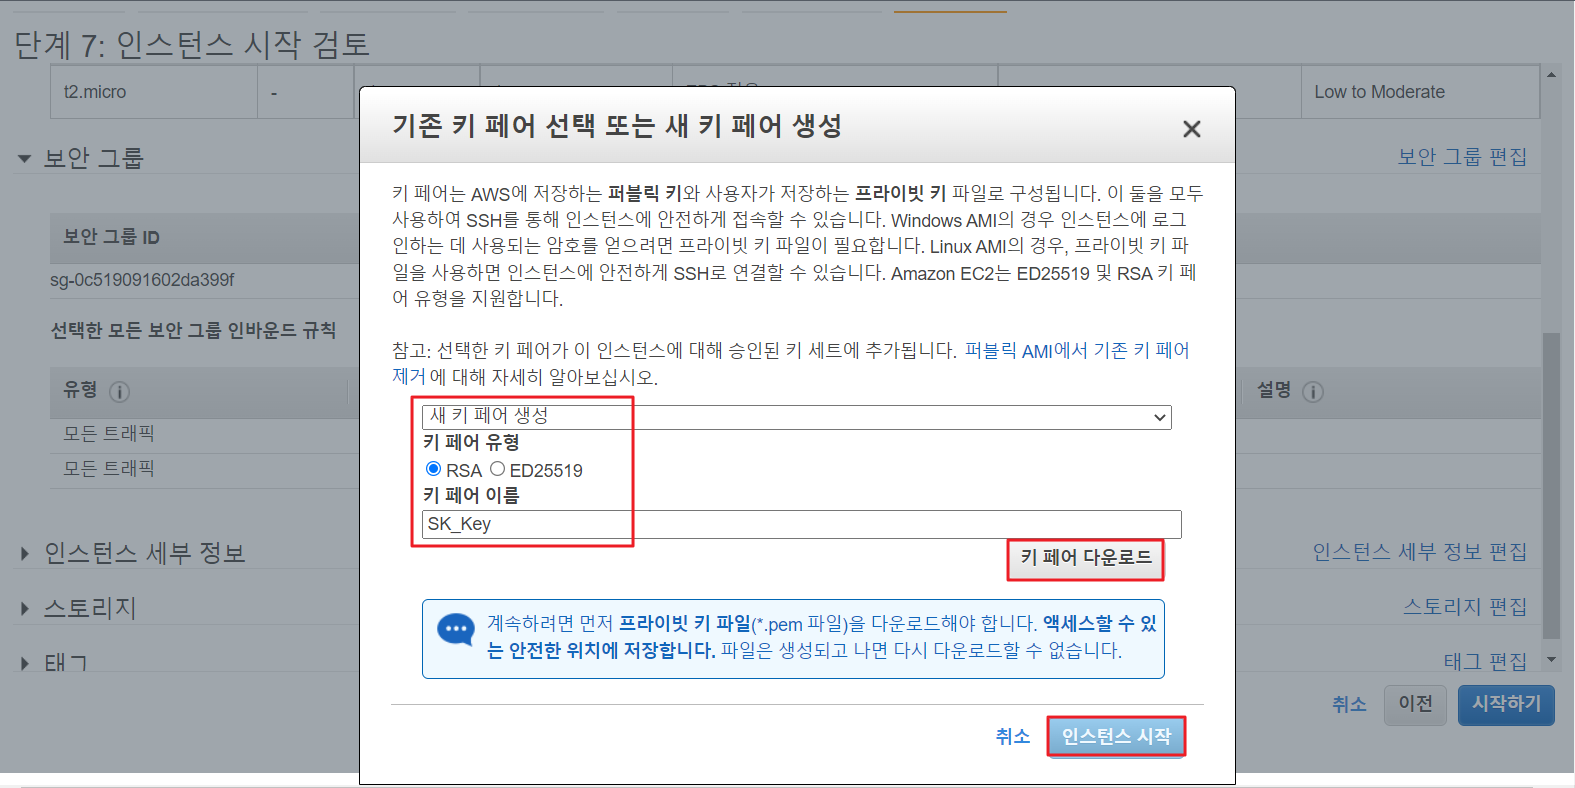 단계 7: 인스턴스 시작 검토
t2.micro
-
Low to Moderate
보안 그룹
보안 그룹 편집
보안 그룹 ID
sg-0c519091602da399f
선택한 모든 보안 그룹 인바운드 규칙
유형
설명
모든 트래픽
모든 트래픽
인스턴스 세부 정보
인스턴스 세부 정보 편집
스토리지
스토리지 편집
태그
태그 편집
취소
이전
시작하기
기존 키 페어 선택 또는 새 키 페어 생성
키 페어는 AWS에 저장하는 퍼블릭 키와 사용자가 저장하는 프라이빗 키 파일로 구성됩니다. 이 둘을 모두
사용하여 SSH를 통해 인스턴스에 안전하게 접속할 수 있습니다. Windows AMI의 경우 인스턴스에 로그
인하는 데 사용되는 암호를 얻으려면 프라이빗 키 파일이 필요합니다. Linux AMI의 경우, 프라이빗 키 파
일을 사용하면 인스턴스에 안전하게 SSH로 연결할 수 있습니다. Amazon EC2는 ED25519 및 RSA 키 페
어 유형을 지원합니다.
참고: 선택한 키 페어가 이 인스턴스에 대해 승인된 키 세트에 추가됩니다. 퍼블릭 AMI에서 기존 키 페어
제거 에 대해 자세히 알아보십시오.
새 키 페어 생성
키 페어 유형
RSA ED25519
키 페어 이름
SK_Key
키 페어 다운로드
계속하려면 먼저 프라이빗 키 파일(*.pem 파일)을 다운로드해야 합니다. 액세스할 수 있
는 안전한 위치에 저장합니다. 파일은 생성되고 나면 다시 다운로드할 수 없습니다.
취소
인스턴스 시작